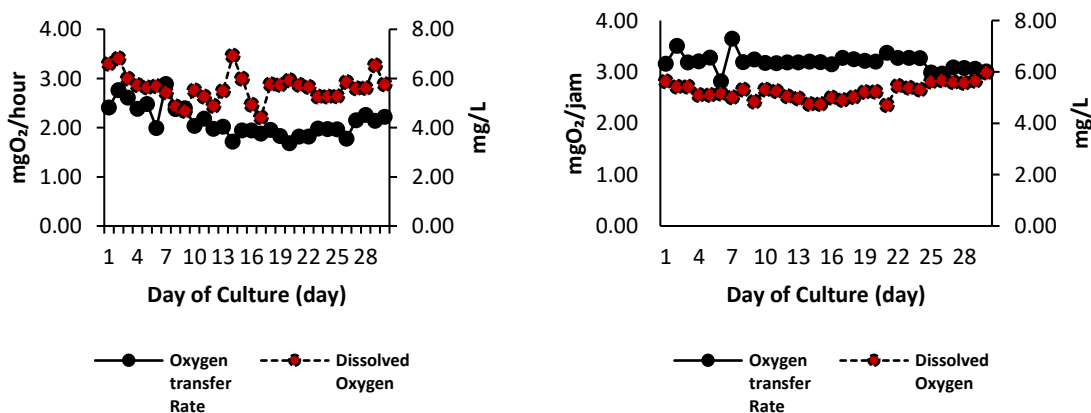 4.00
3.00
2.00
1.00
0.00
mgO₂/hour
8.00
6.00
4.00
2.00
0.00
mg/L
1 4 7 10 13 16 19 22 25 28
Day of Culture (day)
Oxygen
transfer
Rate
Dissolved
Oxygen
4.00
3.00
2.00
1.00
0.00
mgO₂/jam
8.00
6.00
4.00
2.00
0.00
mg/L
1 4 7 10 13 16 19 22 25 28
Day of Culture (day)
Oxygen
transfer
Rate
Dissolved
Oxygen